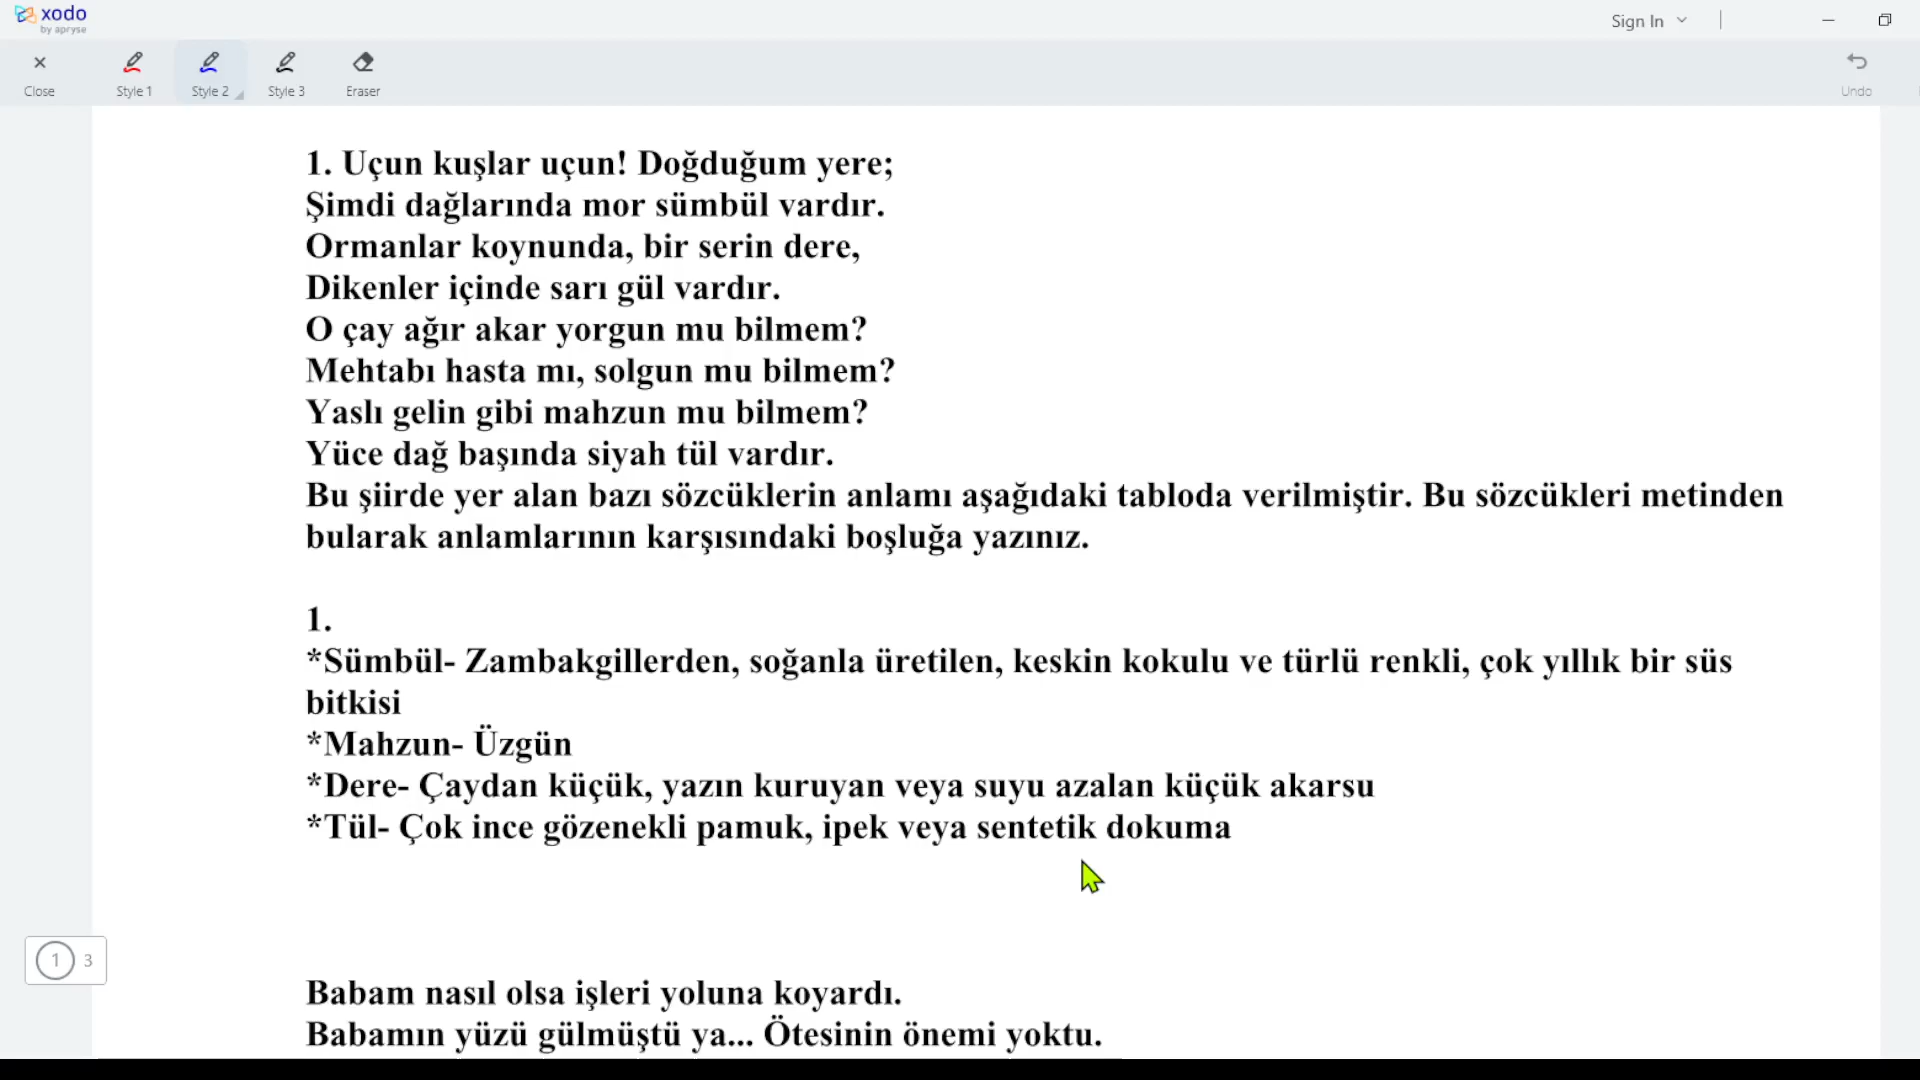 xodo
by apryse
Sign In
Close
Style 1
Style 2
Style 3
Eraser
Undo
1. Uçun kuşlar uçun! Doğduğum yere;
Şimdi dağlarında mor sümbül vardır.
Ormanlar koynunda, bir serin dere,
Dikenler içinde sarı gül vardır.
O çay ağır akar yorgun mu bilmem?
Mehtabı hasta mı, solgun mu bilmem?
Yaslı gelin gibi mahzun mu bilmem?
Yüce dağ başında siyah tül vardır.
Bu şiirde yer alan bazı sözcüklerin anlamı aşağıdaki tabloda verilmiştir. Bu sözcükleri metinden
bularak anlamlarının karşısındaki boşluğa yazınız.
1.
*Sümbül- Zambakgillerden, soğanla üretilen, keskin kokulu ve türlü renkli, çok yıllık bir süs
bitkisi
*Mahzun- Üzgün
*Dere- Çaydan küçük, yazın kuruyan veya suyu azalan küçük akarsu
*Tül- Çok ince gözenekli pamuk, ipek veya sentetik dokuma
1 3
Babam nasıl olsa işleri yoluna koyardı.
Babamın yüzü gülmüştü ya... Ötesinin önemi yoktu.